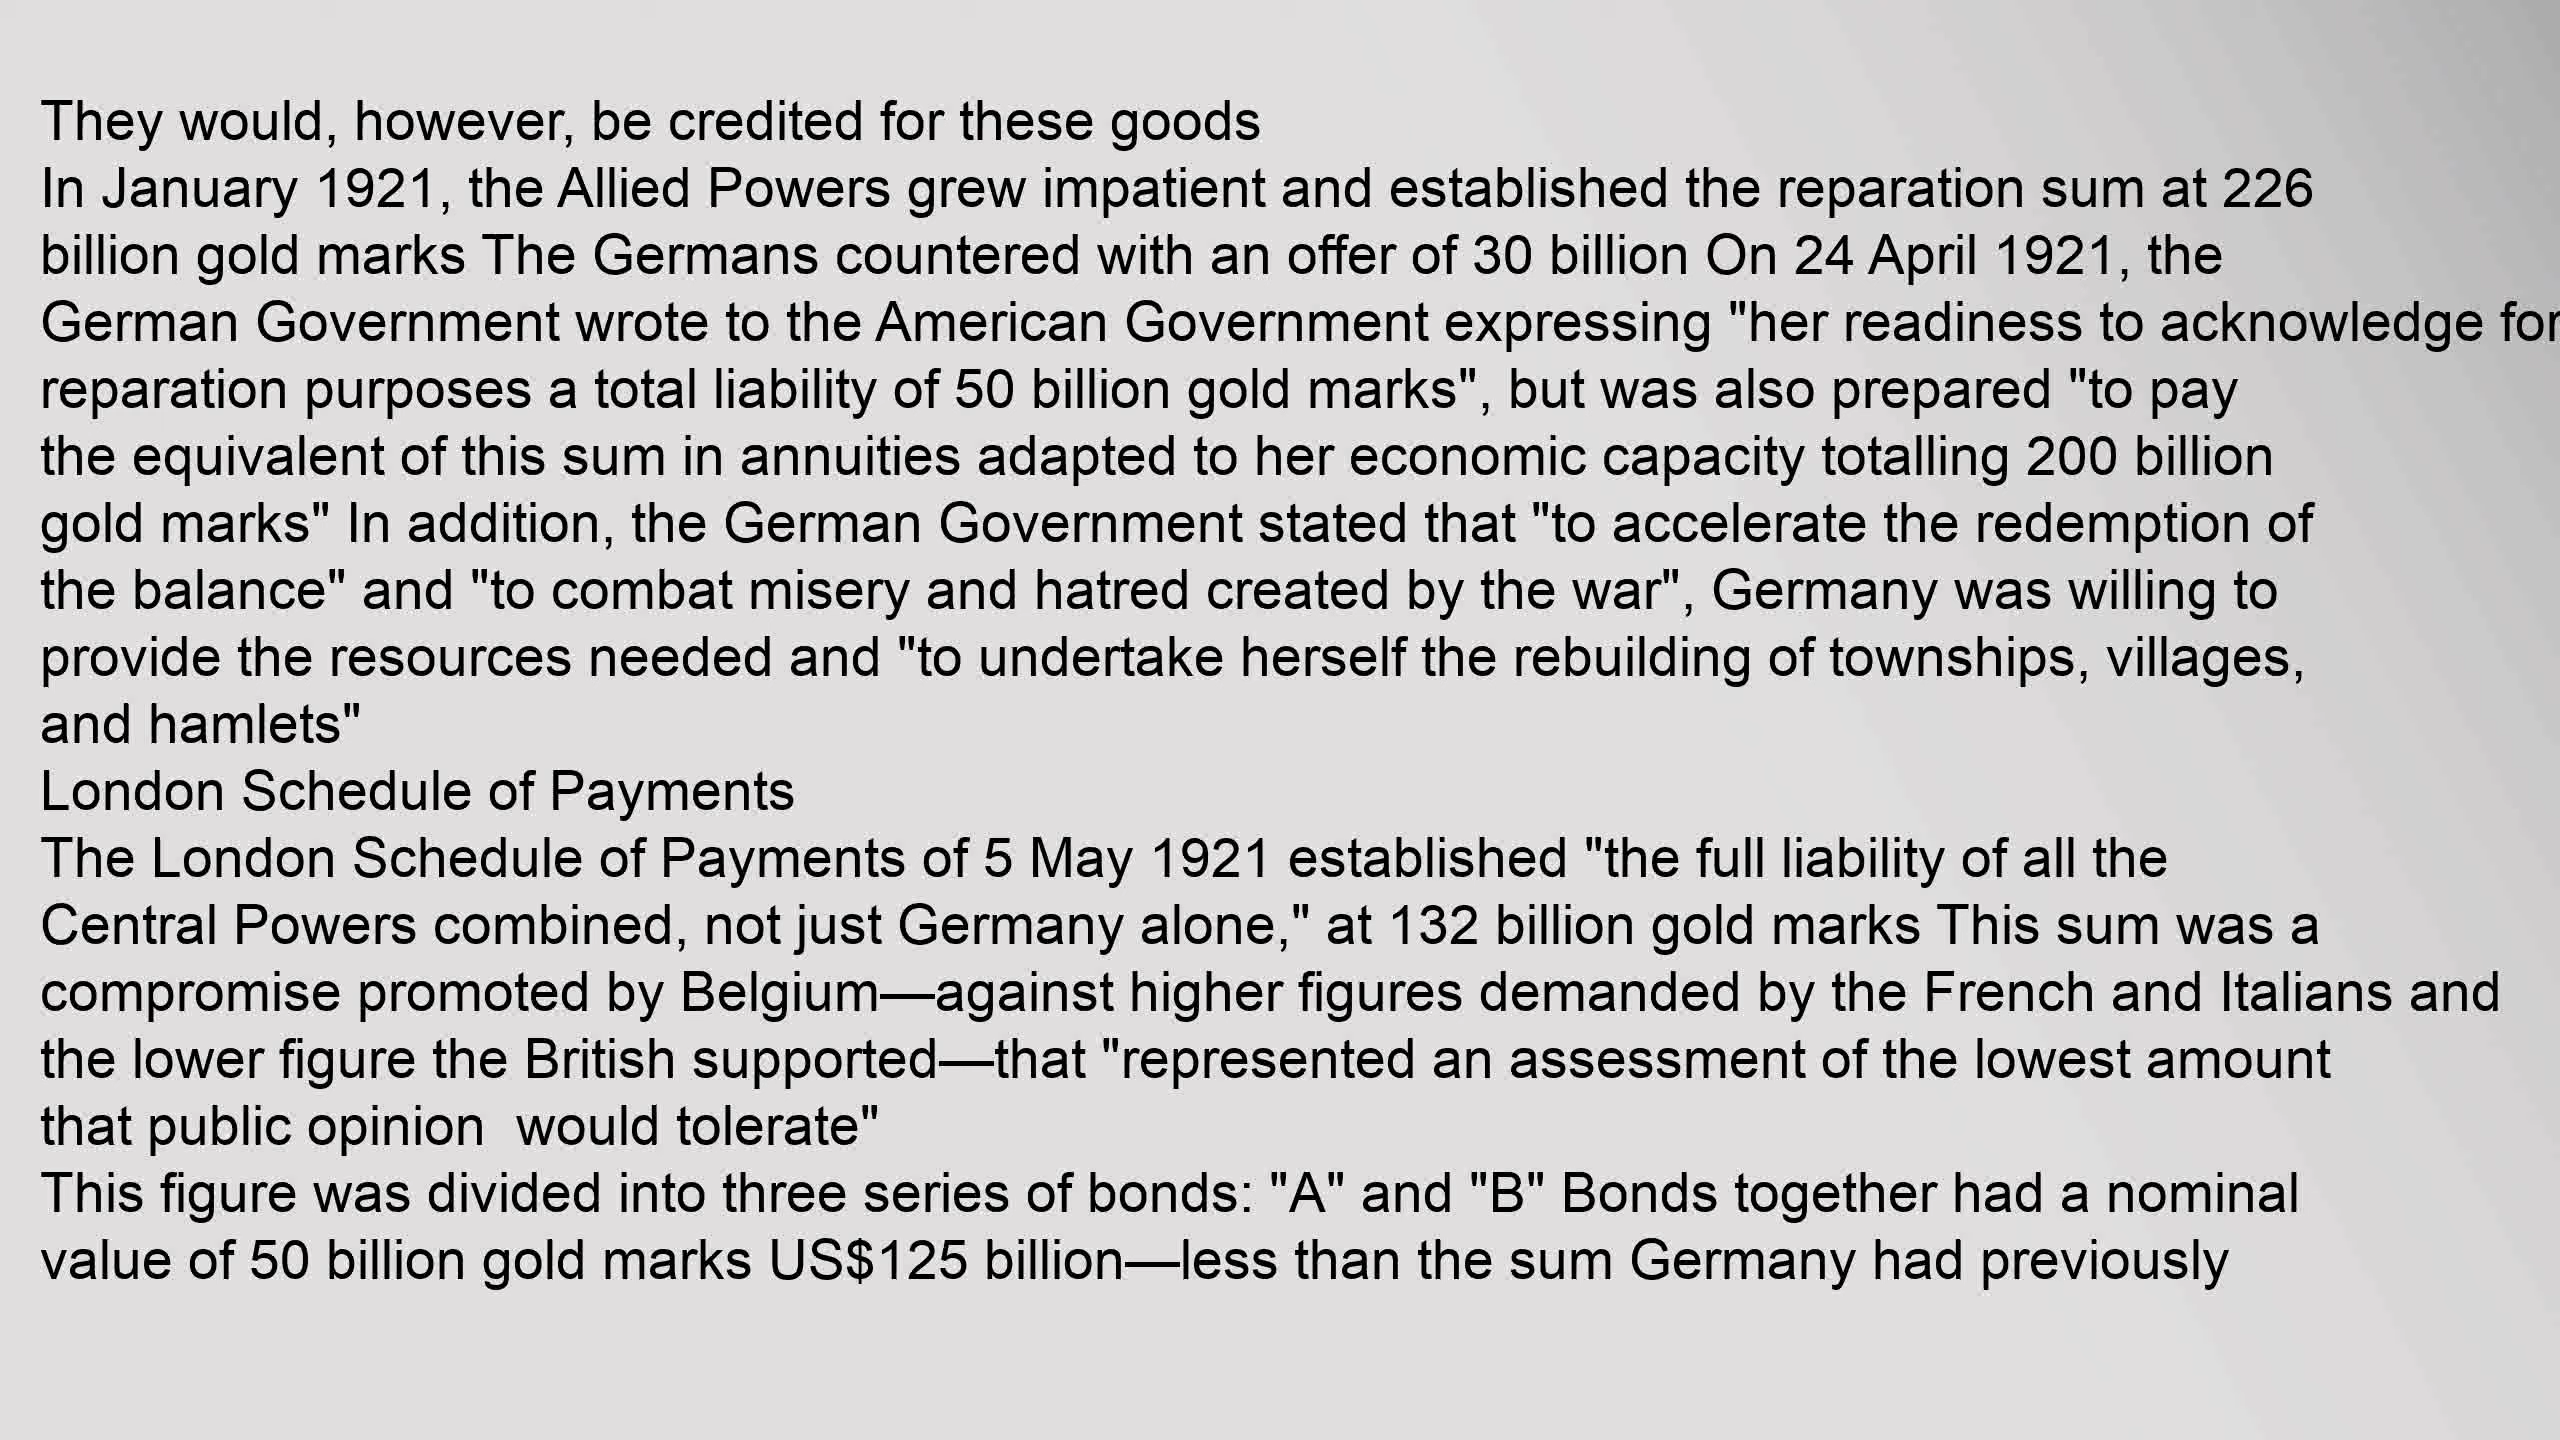 They would, however, be credited for these goods
In January 1921, the Allied Powers grew impatient and established the reparation sum at 226
billion gold marks The Germans countered with an offer of 30 billion On 24 April 1921, the
German Government wrote to the American Government expressing "her readiness to acknowledge for
reparation purposes a total liability of 50 billion gold marks", but was also prepared "to pay
the equivalent of this sum in annuities adapted to her economic capacity totalling 200 billion
gold marks" In addition, the German Government stated that "to accelerate the redemption of
the balance" and "to combat misery and hatred created by the war", Germany was willing to
provide the resources needed and "to undertake herself the rebuilding of townships, villages,
and hamlets"
London Schedule of Payments
The London Schedule of Payments of 5 May 1921 established "the full liability of all the
Central Powers combined, not just Germany alone," at 132 billion gold marks This sum was a
compromise promoted by Belgium—against higher figures demanded by the French and Italians and
the lower figure the British supported—that "represented an assessment of the lowest amount
that public opinion  would tolerate"
This figure was divided into three series of bonds: "A" and "B" Bonds together had a nominal
value of 50 billion gold marks US$125 billion—less than the sum Germany had previously